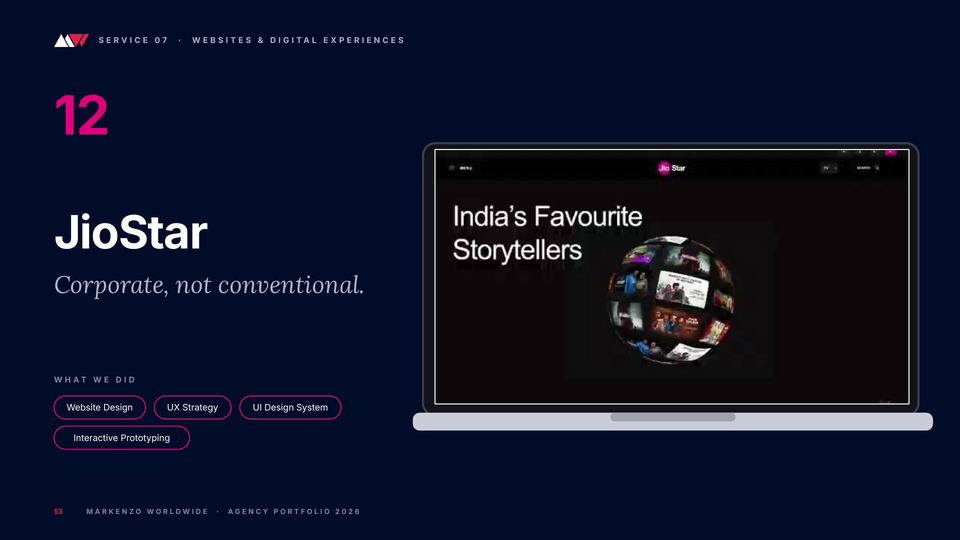 SERVICE 07 · WEBSITES & DIGITAL EXPERIENCES
12
JioStar
Corporate, not conventional.
WHAT WE DID
Website Design
UX Strategy
UI Design System
Interactive Prototyping
MENU
Jio Star
TV
SEARCH
India's Favourite
Storytellers
53 MARKENZO WORLDWIDE · AGENCY PORTFOLIO 2026